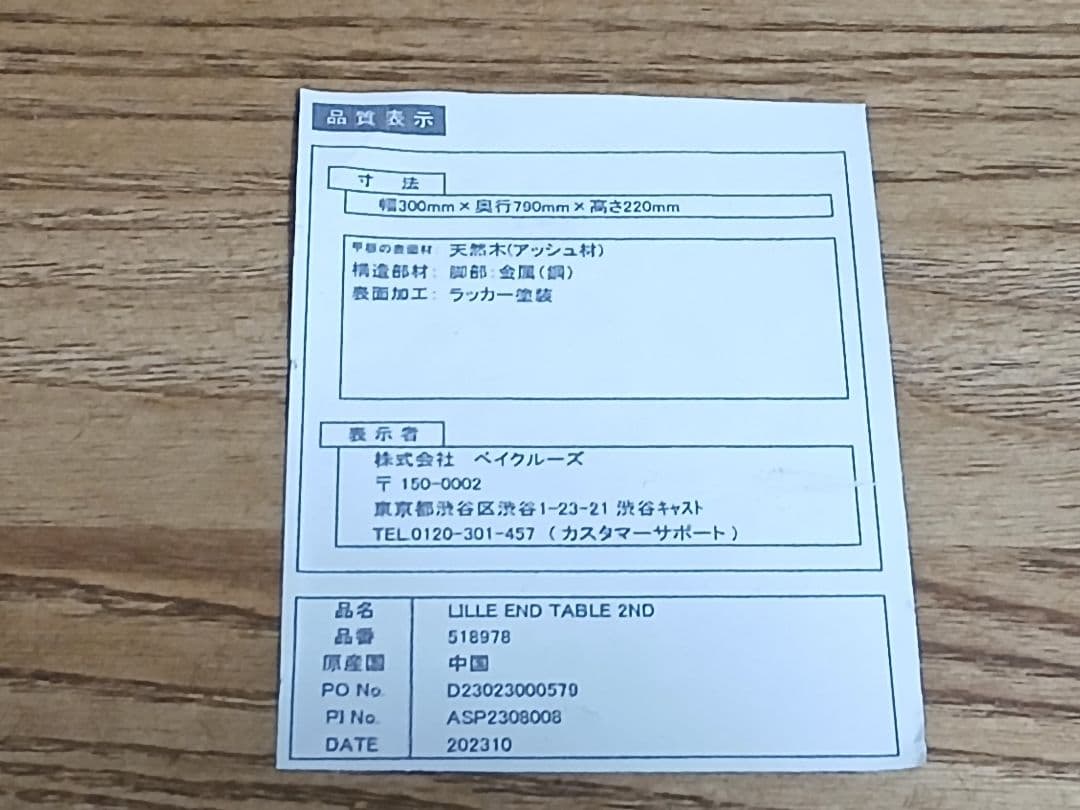 品質表示
寸 法
幅300mm×奥行790mm×高さ220mm
甲板の表面材: 天然木(アッシュ材)
構造部材: 脚部:金属(鋼)
表面加工: ラッカー塗装
表示者
株式会社 ベイクルーズ
〒 150-0002
東京都渋谷区渋谷1-23-21 渋谷キャスト
TEL0120-301-457 (カスタマーサポート)
品名 LILLE END TABLE 2ND
品番 518978
原産国 中国
PO No. D23023000579
PI No. ASP2308008
DATE 202310